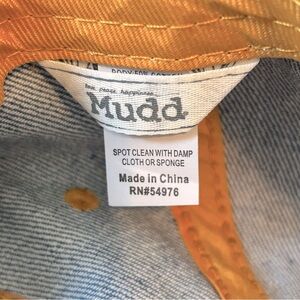 love peace happiness
Mudd
SPOT CLEAN WITH DAMP
CLOTH OR SPONGE
Made in China
RN#54976